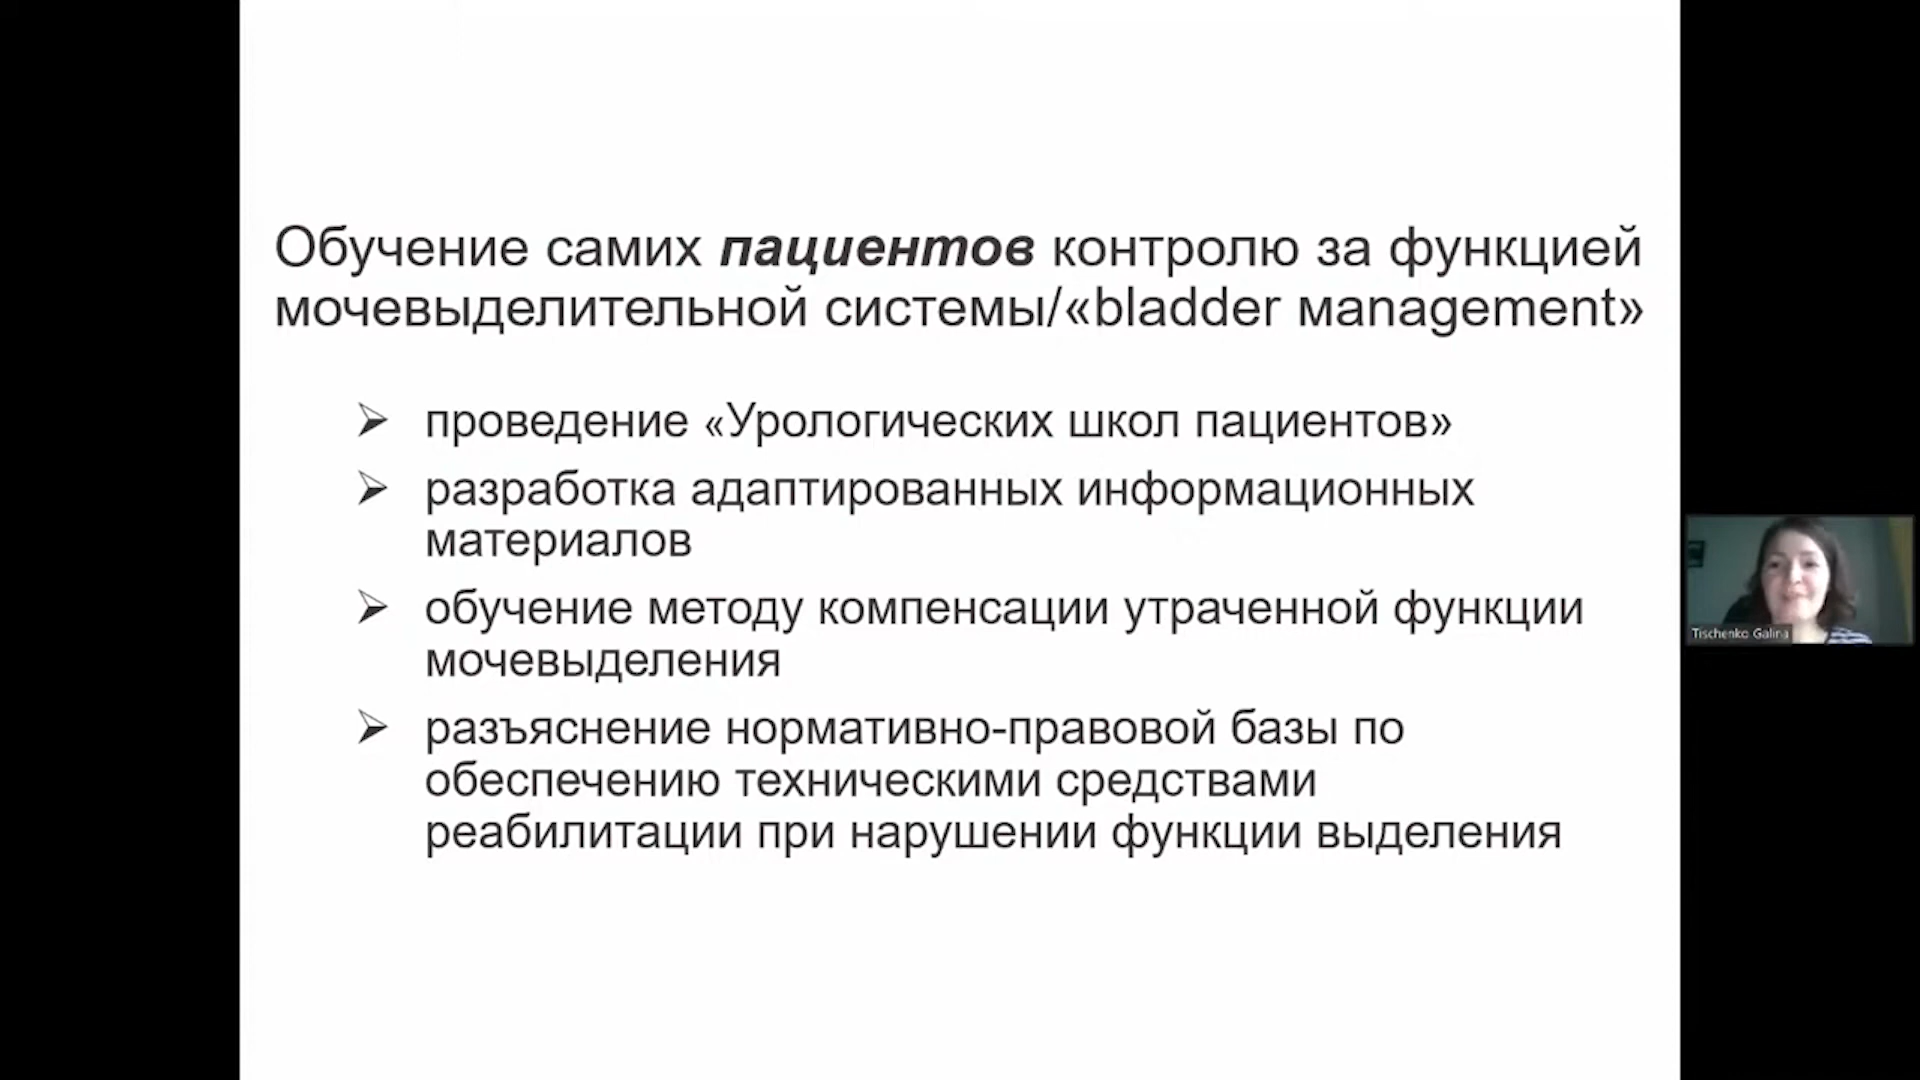 Обучение самих пациентов контролю за функцией
мочевыделительной системы/«bladder мanagement»
➢ проведение «Урологических школ пациентов»
➢ разработка адаптированных информационных
материалов
➢ обучение методу компенсации утраченной функции
мочевыделения
➢ разъяснение нормативно-правовой базы по
обеспечению техническими средствами
реабилитации при нарушении функции выделения
Tischenko Galina